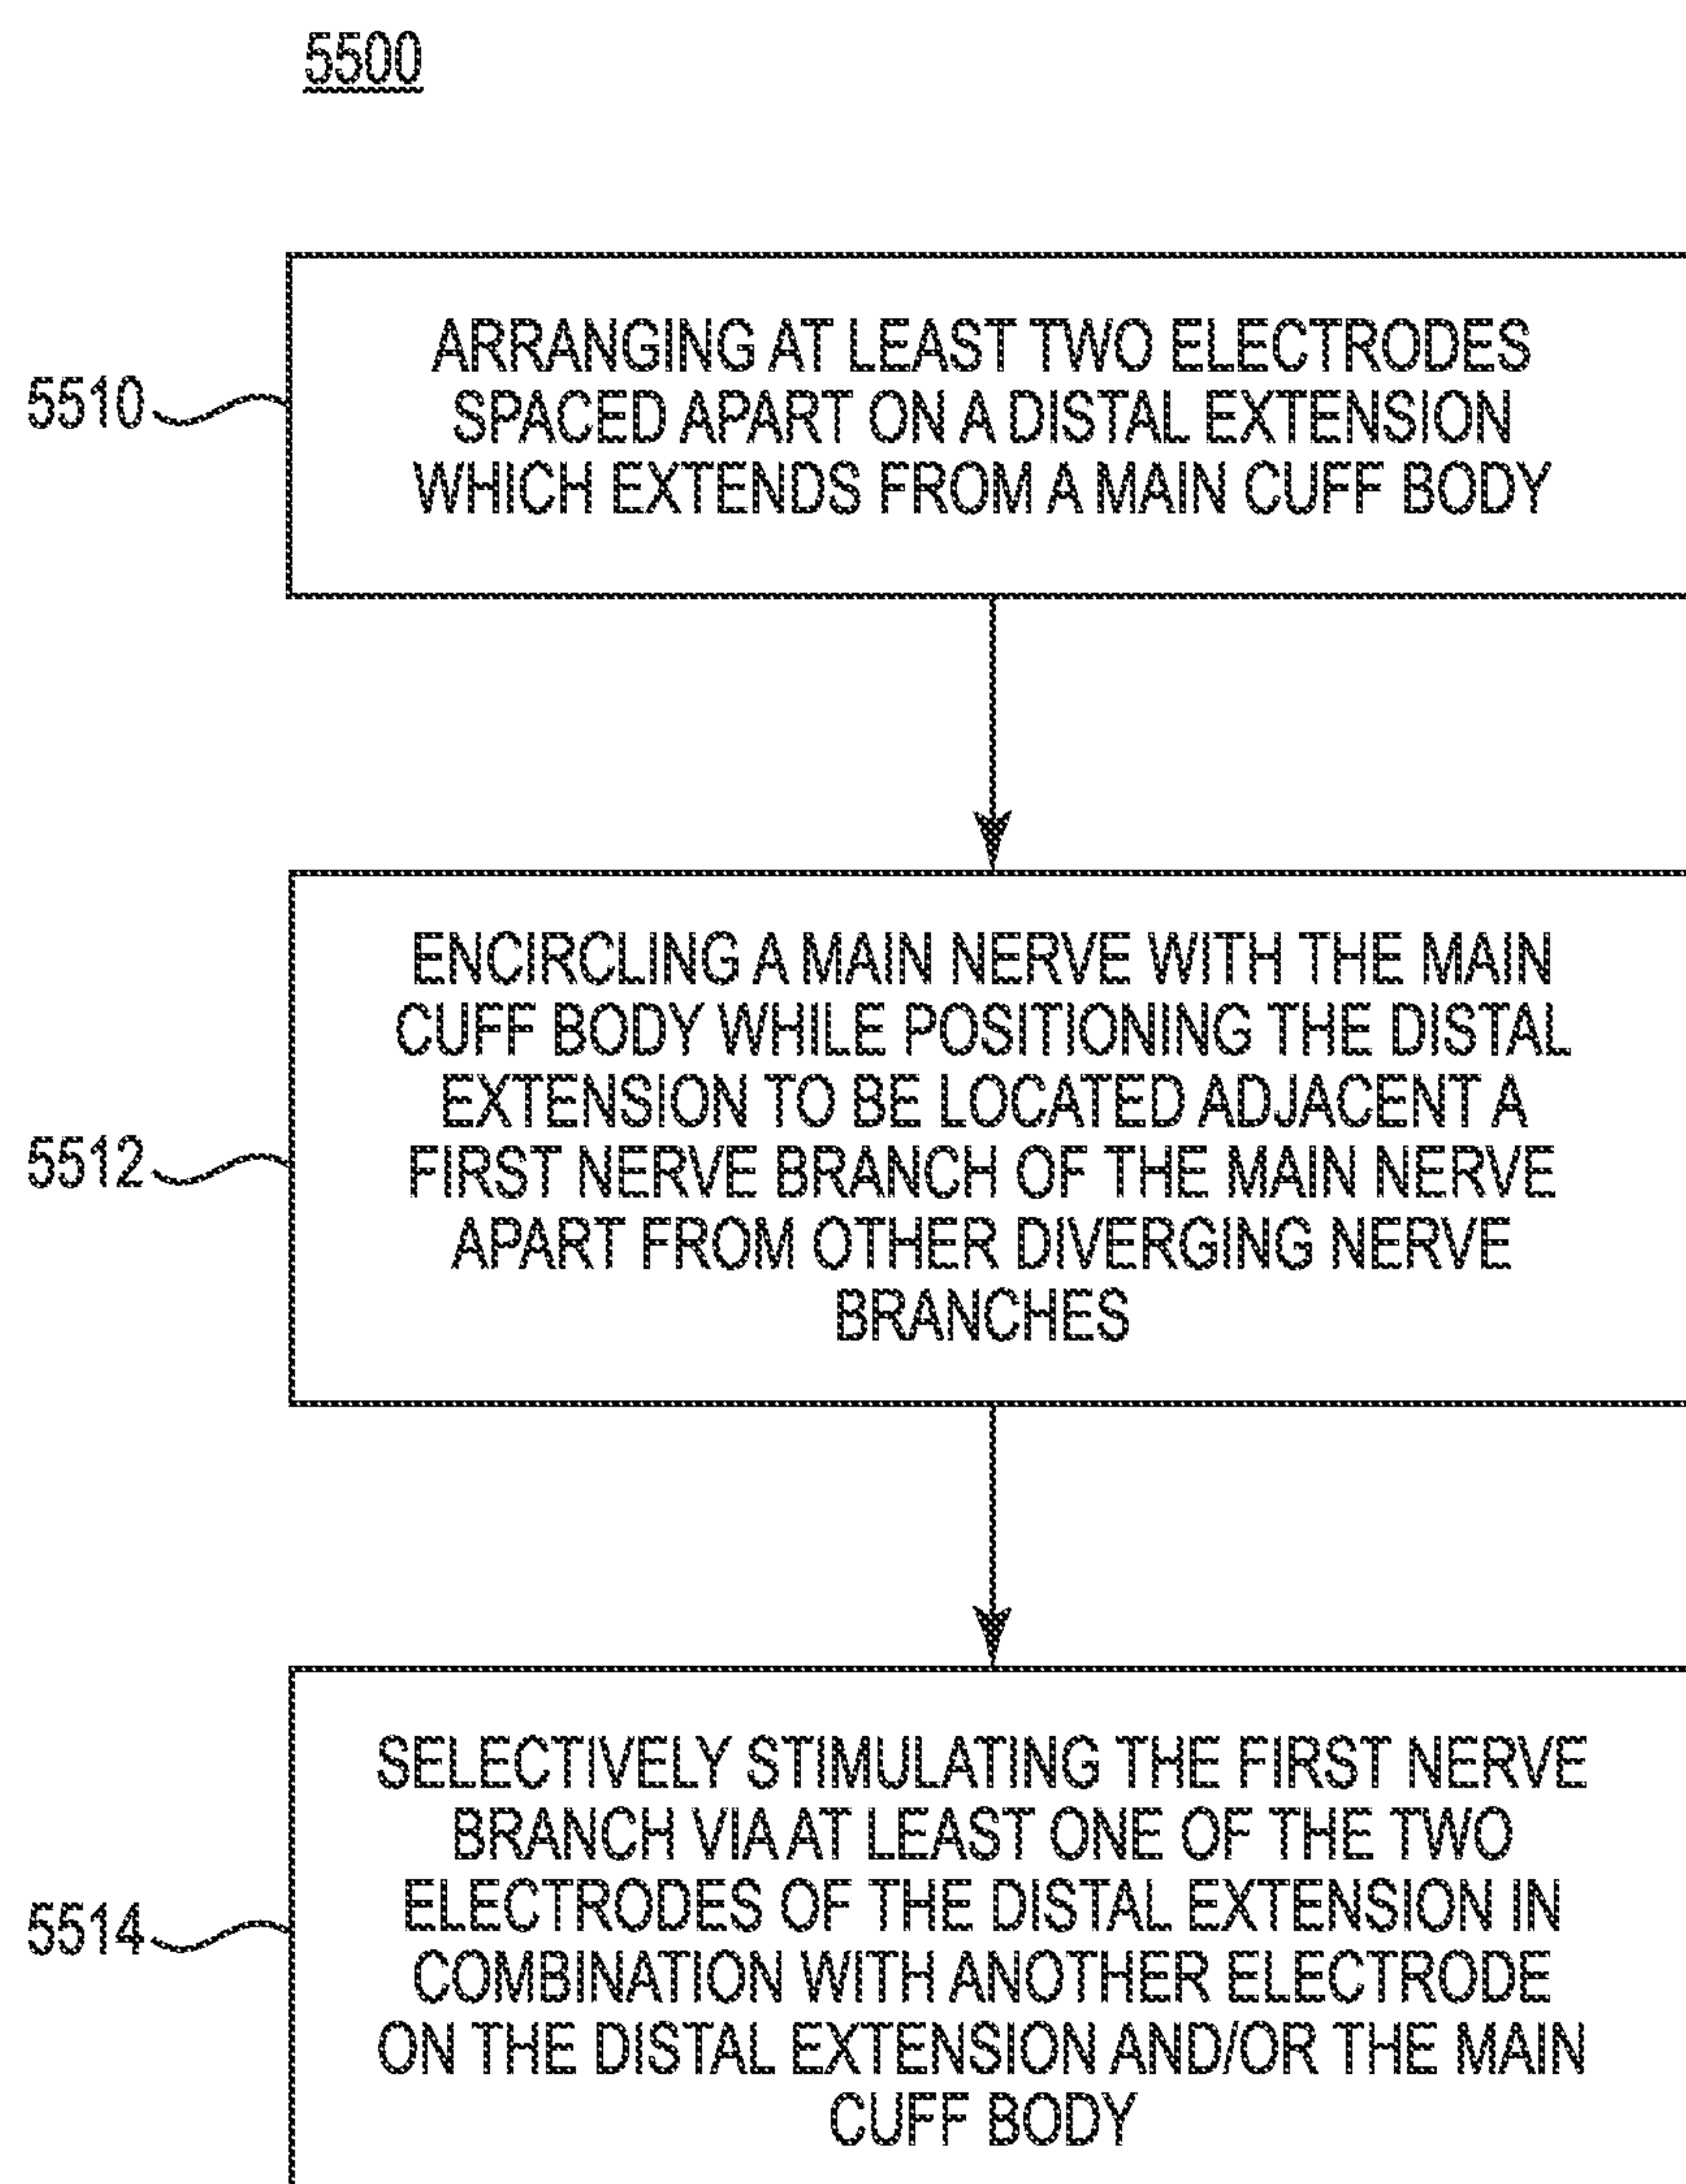 5500
5510
ARRANGING AT LEAST TWO ELECTRODES
SPACED APART ON A DISTAL EXTENSION
WHICH EXTENDS FROM A MAIN CUFF BODY
5512
ENCIRCLING A MAIN NERVE WITH THE MAIN
CUFF BODY WHILE POSITIONING THE DISTAL
EXTENSION TO BE LOCATED ADJACENT A
FIRST NERVE BRANCH OF THE MAIN NERVE
APART FROM OTHER DIVERGING NERVE
BRANCHES
5514
SELECTIVELY STIMULATING THE FIRST NERVE
BRANCH VIA AT LEAST ONE OF THE TWO
ELECTRODES OF THE DISTAL EXTENSION IN
COMBINATION WITH ANOTHER ELECTRODE
ON THE DISTAL EXTENSION AND/OR THE MAIN
CUFF BODY